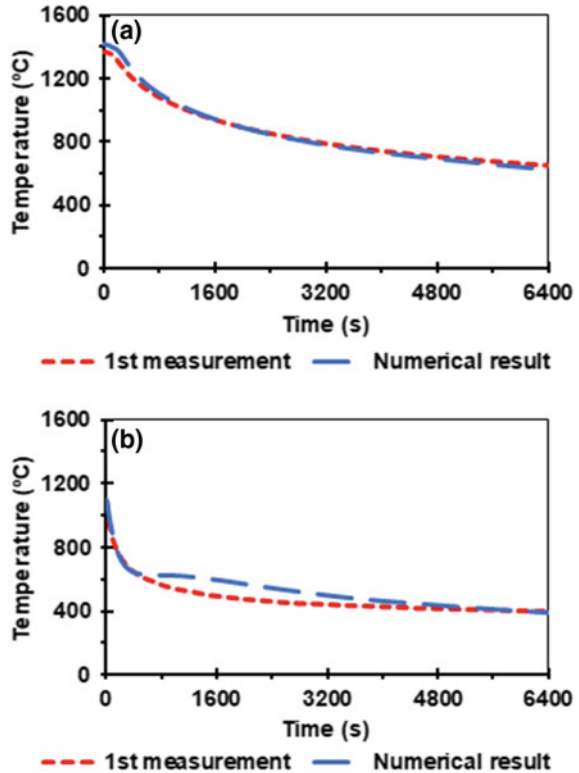 1600
(a)
1200
800
400
0
Temperature (°C)
0 1600 3200 4800 6400
Time (s)
1st measurement Numerical result
1600
(b)
1200
800
400
0
Temperature (°C)
0 1600 3200 4800 6400
Time (s)
1st measurement Numerical result